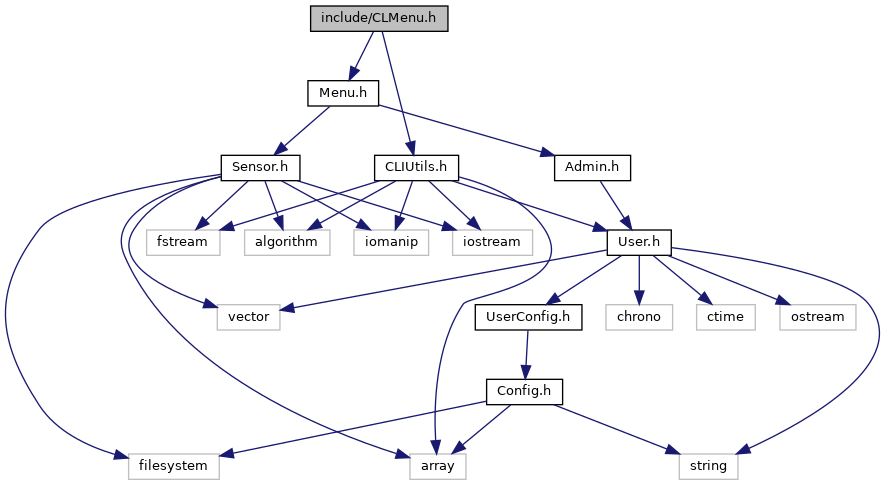 include/CLMenu.h
Menu.h
Sensor.h
CLIUtils.h
Admin.h
fstream
algorithm
iomanip
iostream
User.h
vector
UserConfig.h
chrono
ctime
ostream
Config.h
filesystem
array
string